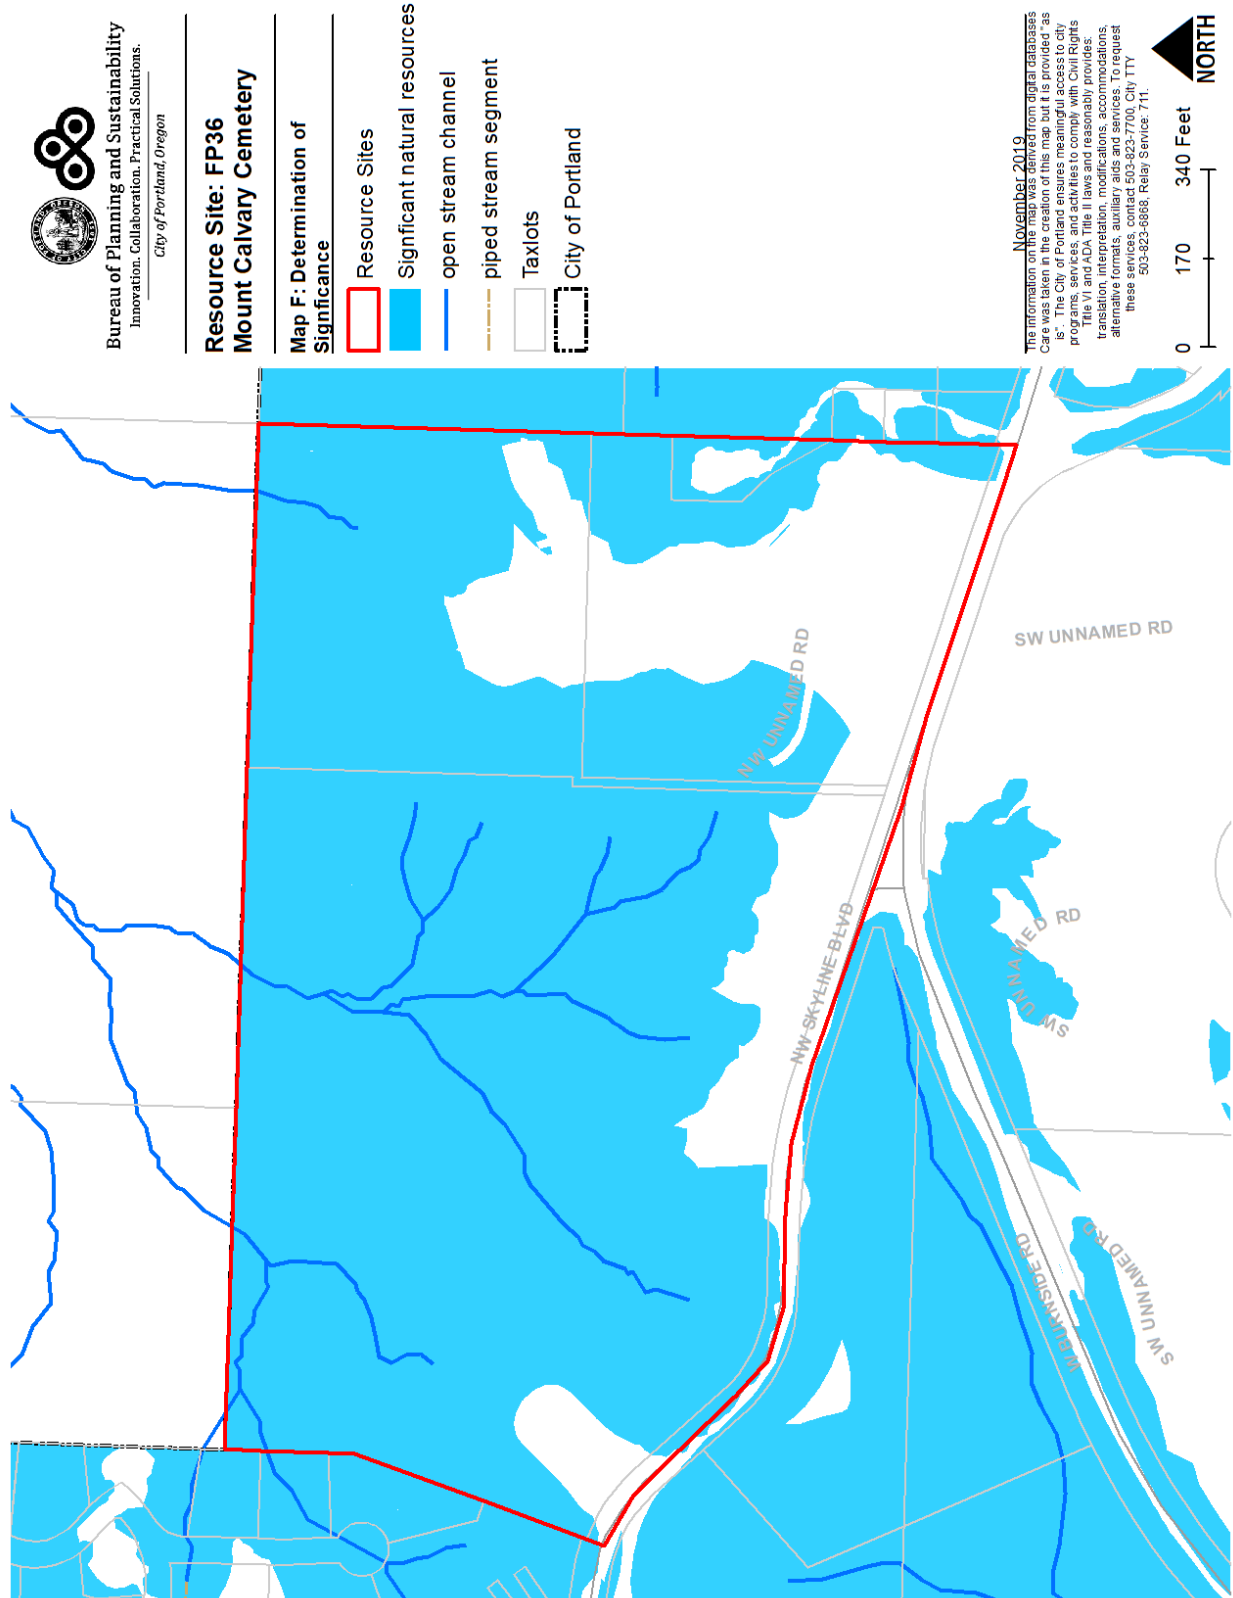 Bureau of Planning and Sustainability
Innovation. Collaboration. Practical Solutions.
City of Portland, Oregon
Resource Site: FP36
Mount Calvary Cemetery
Map F: Determination of
Signficance
Resource Sites
Signficant natural resources
open stream channel
piped stream segment
Taxlots
City of Portland
November 2019
The information on the map was derived from digital databases
Care was taken in the creation of this map but it is provided "as
is". The City of Portland ensures meaningful access to city
programs, services, and activities to comply with Civil Rights
Title VI and ADA Title II laws and reasonably provides:
translation, interpretation, modifications, accommodations,
alternative formats, auxiliary aids and services. To request
these services, contact 503-823-7700, City TTY
503-823-6868, Relay Service: 711.
0 170 340 Feet
NORTH
NW UNNAMED RD
SW UNNAMED RD
NW SKYLINE BLVD
SW UNNAMED RD
W BURNSIDE RD
SW UNNAMED RD